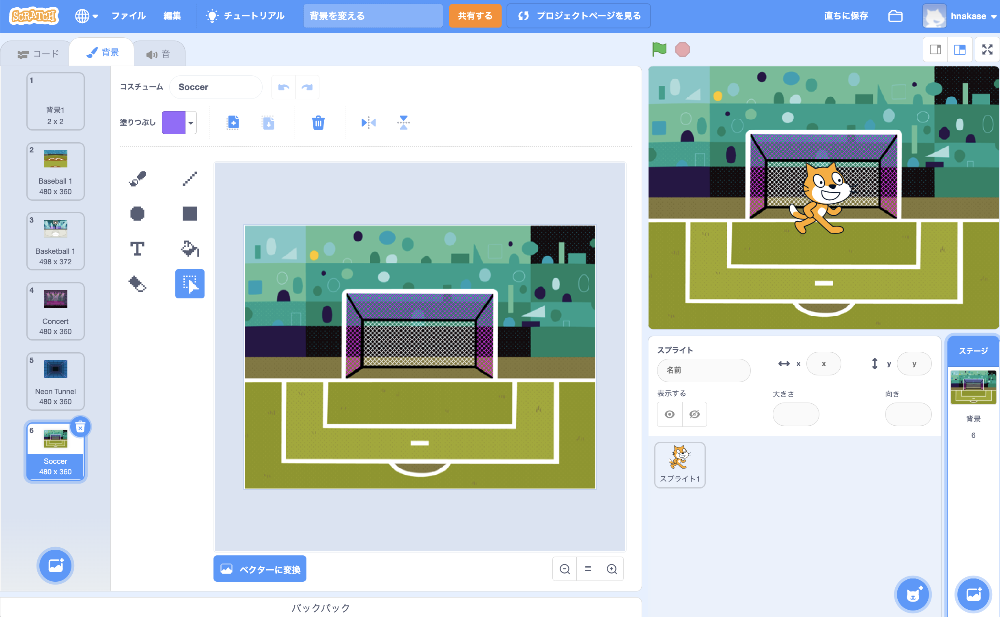 SCRATCH
ファイル
編集
チュートリアル
背景を変える
共有する
プロジェクトページを見る
直ちに保存
hnakase
コード
背景
音
1
背景1
2 x 2
2
Baseball 1
480 x 360
3
Basketball 1
498 x 372
4
Concert
480 x 360
5
Neon Tunnel
480 x 360
6
Soccer
480 x 360
コスチューム
Soccer
塗りつぶし
ベクターに変換
バックパック
スプライト
名前
x
x
y
y
表示する
大きさ
向き
スプライト1
ステージ
背景
6